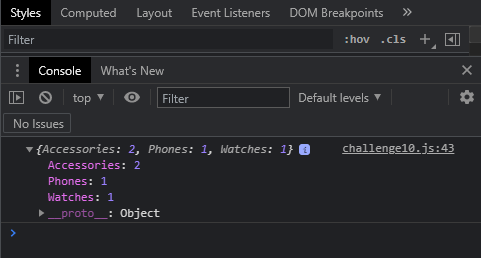 Styles Computed Layout Event Listeners DOM Breakpoints »
Filter :hov .cls +
Console What's New
top Filter Default levels
No Issues
{Accessories: 2, Phones: 1, Watches: 1} i challenge10.js:43
Accessories: 2
Phones: 1
Watches: 1
__proto__: Object
>